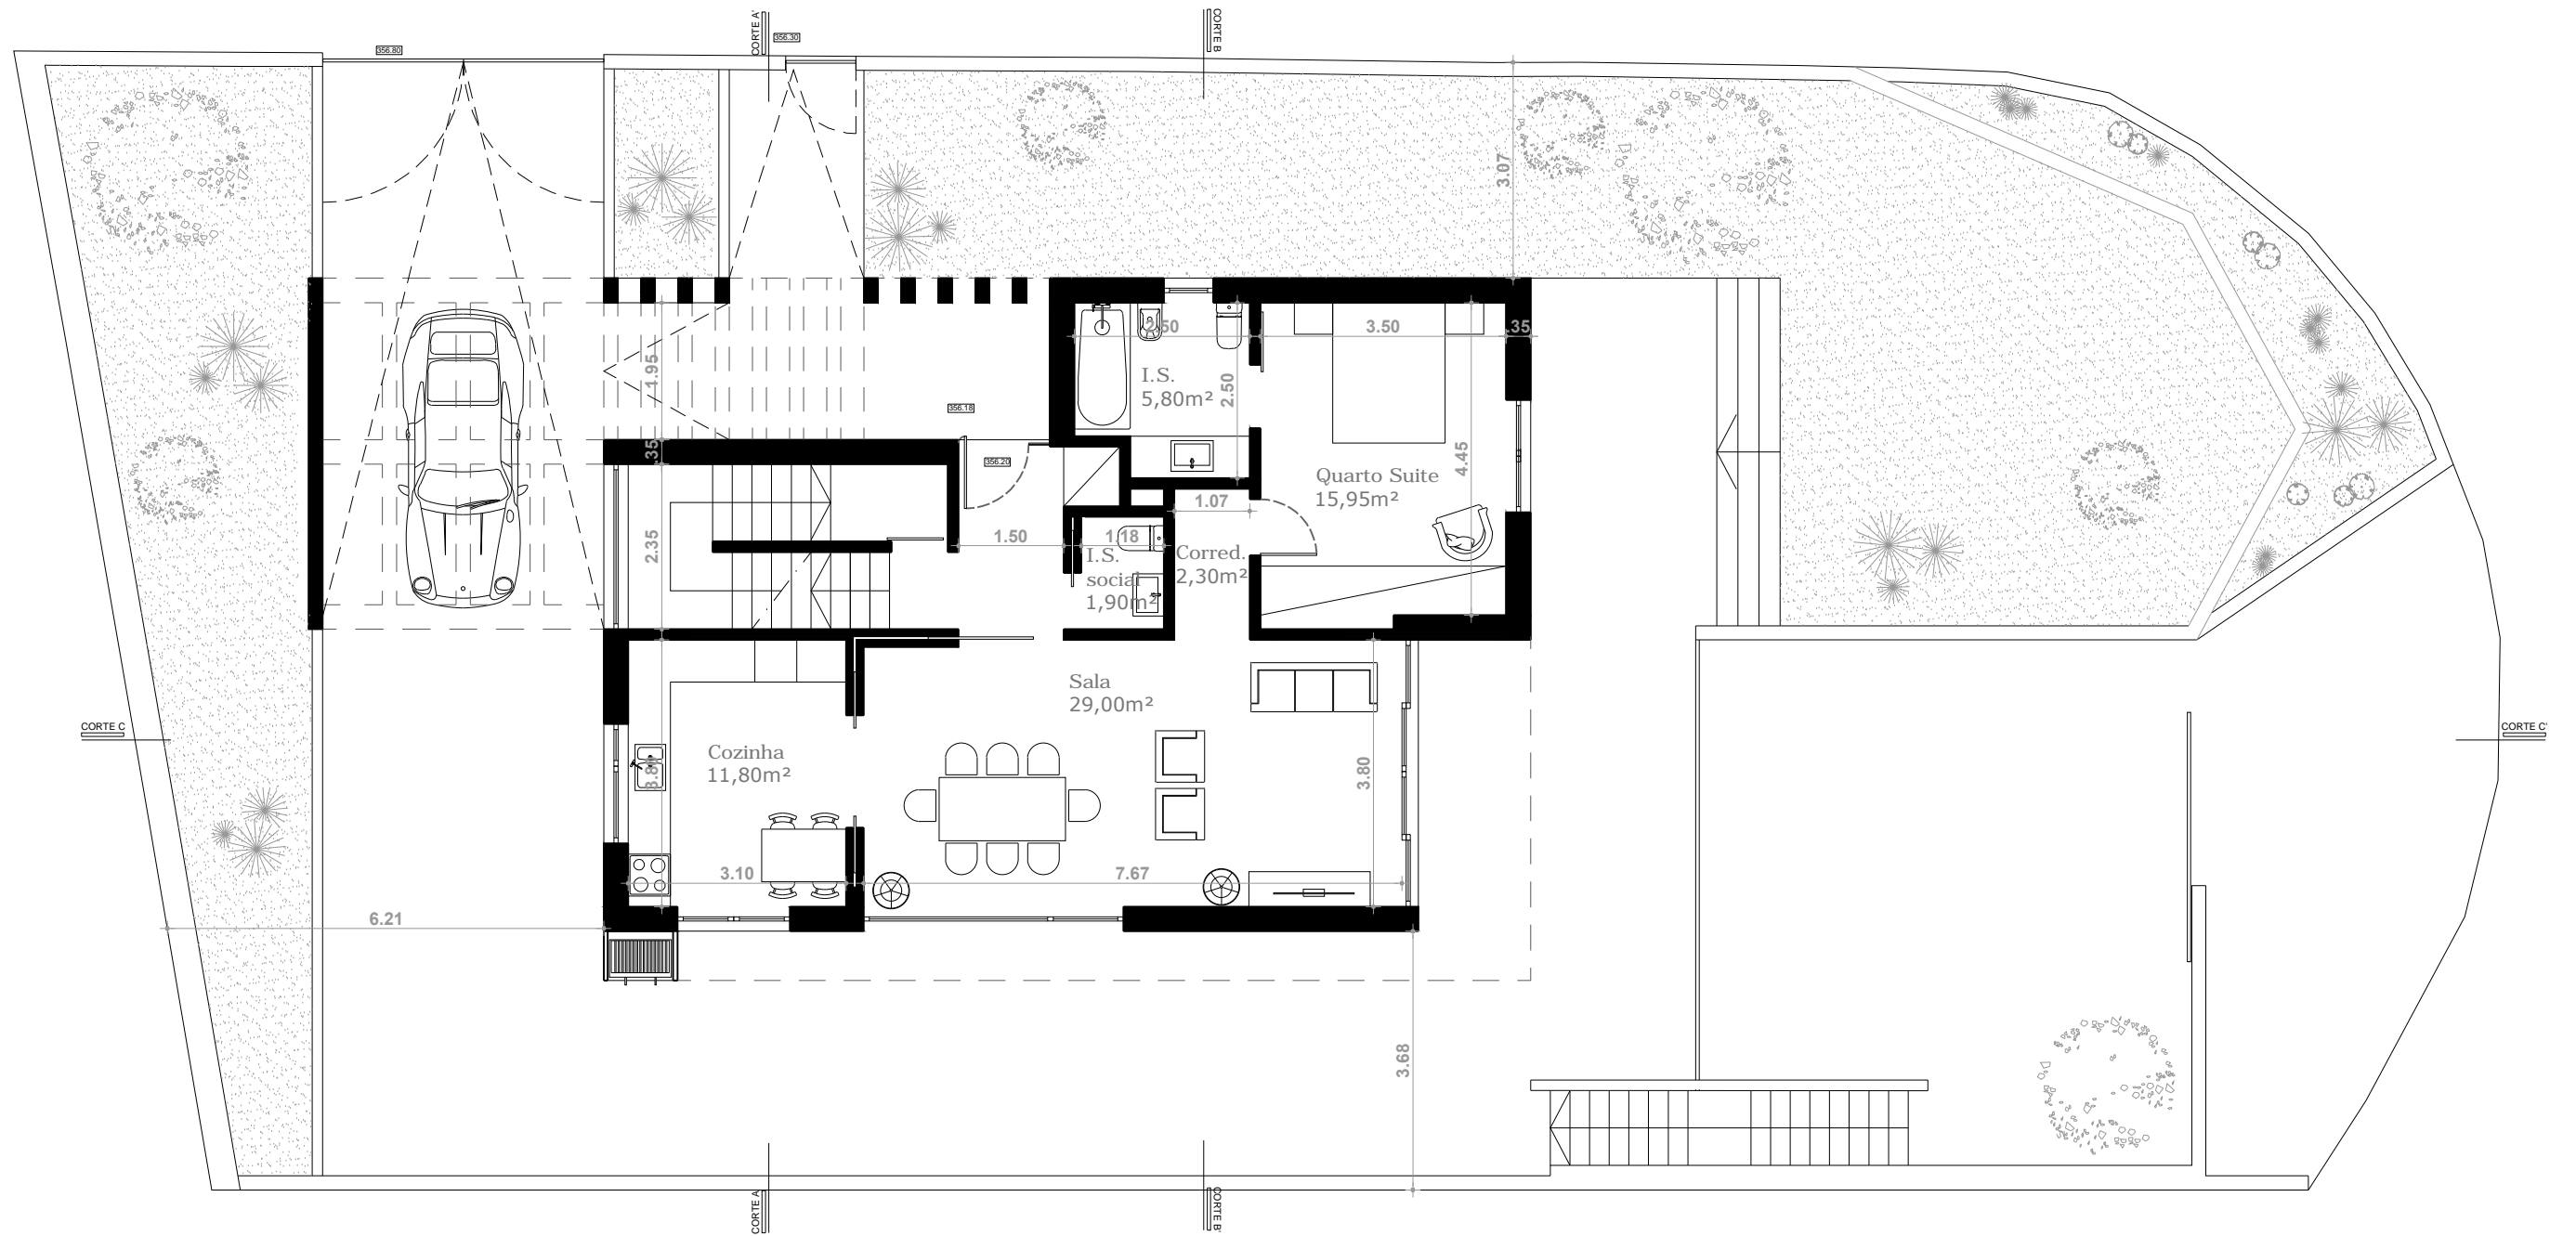 CORTE A'
356.30
CORTE B
356.80
3.07
2.50
3.50
.35
1.95
I.S.
5,80m²
2.50
356.18
.35
356.20
4.45
Quarto Suite
15,95m²
1.07
2.35
1.50
1.18
I.S.
social
1,90m²
Corred.
2,30m²
Sala
29,00m²
CORTE C
CORTE C'
Cozinha
11,80m²
3.80
3.80
3.10
7.67
6.21
3.68
CORTE A
CORTE B'